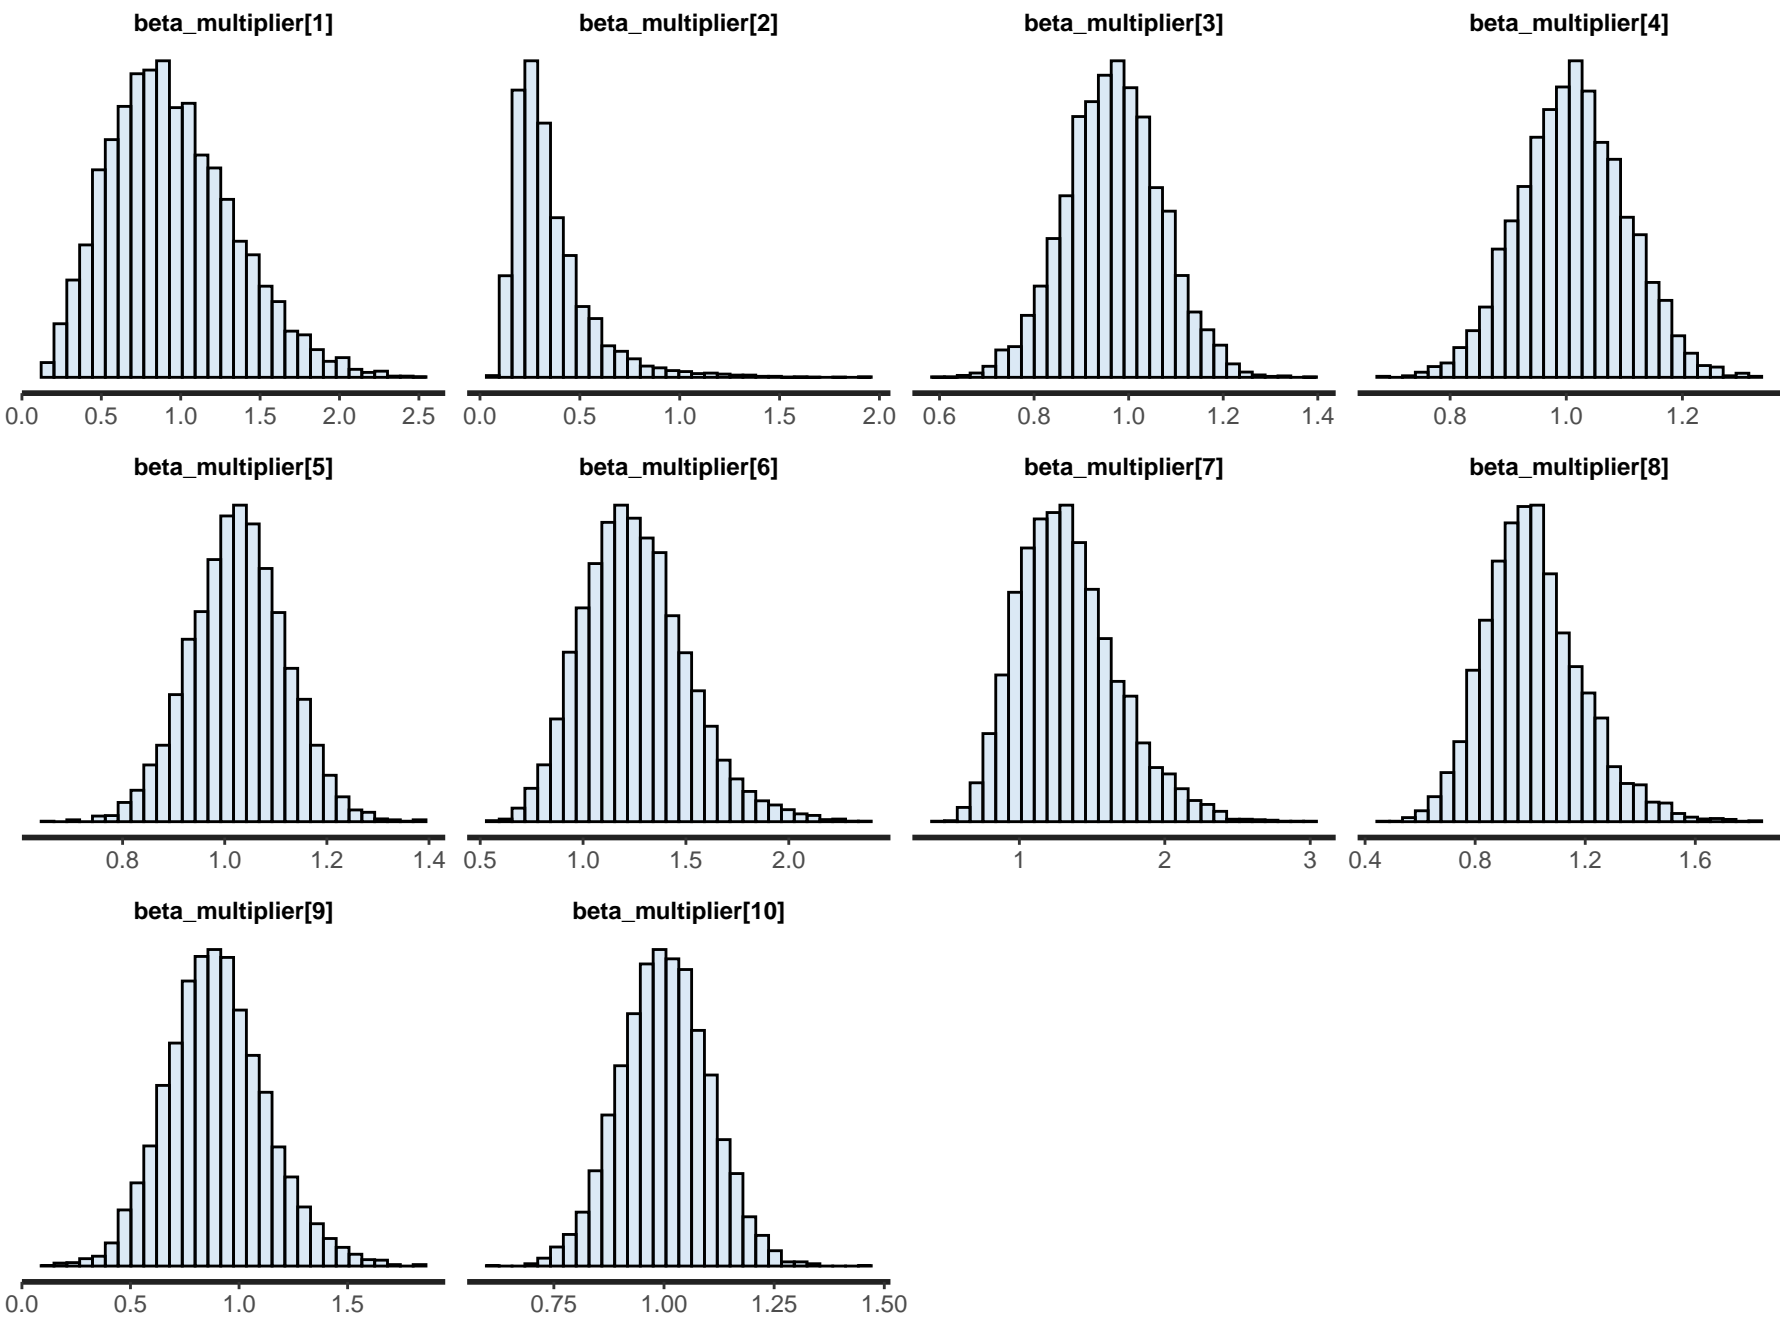 beta_multiplier[1] beta_multiplier[2] beta_multiplier[3] beta_multiplier[4]
0.0 0.5 1.0 1.5 2.0 2.5 0.0 0.5 1.0 1.5 2.0 0.6 0.8 1.0 1.2 1.4 0.8 1.0 1.2
beta_multiplier[5] beta_multiplier[6] beta_multiplier[7] beta_multiplier[8]
0.8 1.0 1.2 1.4 0.5 1.0 1.5 2.0 1 2 3 0.4 0.8 1.2 1.6
beta_multiplier[9] beta_multiplier[10]
0.0 0.5 1.0 1.5 0.75 1.00 1.25 1.50